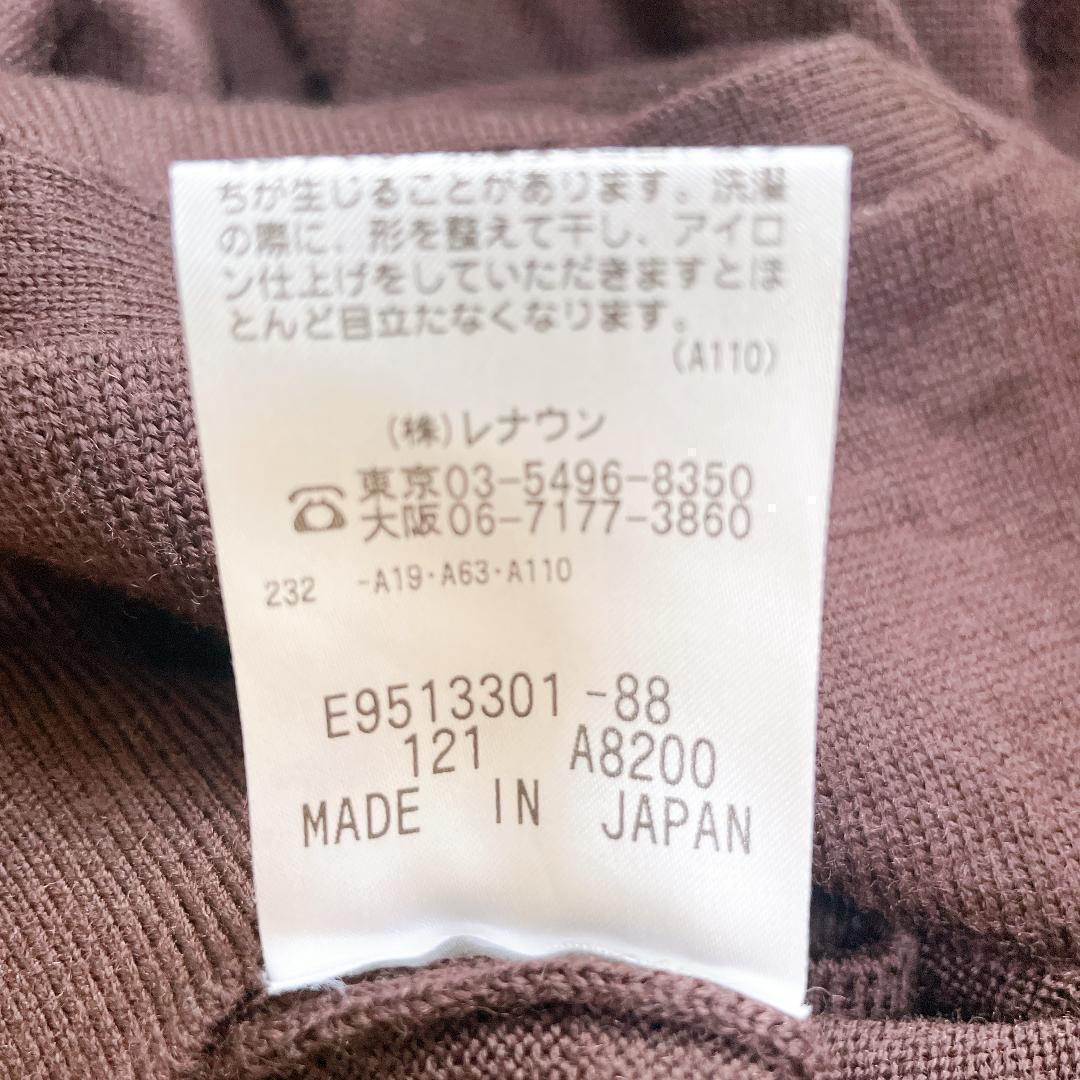 ちが生じることがあります。洗濯
の際に、形を整えて干し、アイロ
ン仕上げをしていただきますとほ
とんど目立たなくなります。
(A110)
(株)レナウン
東京03-5496-8350
大阪06-7177-3860
232 -A19・A63・A110
E9513301-88
121 A8200
MADE IN JAPAN